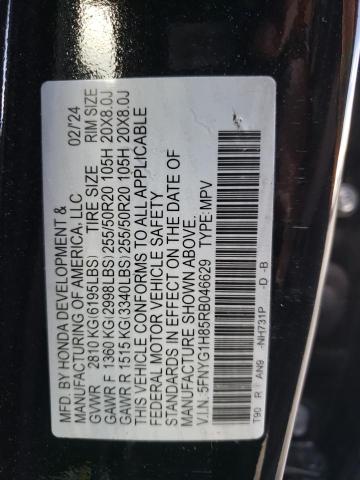 MFD. BY HONDA DEVELOPMENT & 02/'24
MANUFACTURING OF AMERICA, LLC.
GVWR 2810 KG(6195LBS) TIRE SIZE RIM SIZE
GAWR F 1360 KG(2998LBS) 255/50R20 105H 20X8.0J
GAWR R 1515 KG(3340LBS) 255/50R20 105H 20X8.0J
THIS VEHICLE CONFORMS TO ALL APPLICABLE
FEDERAL MOTOR VEHICLE SAFETY
STANDARDS IN EFFECT ON THE DATE OF
MANUFACTURE SHOWN ABOVE.
V.I.N.:5FNYG1H85RB046629 TYPE:MPV
T90 R AN9 -NH731P -D -B